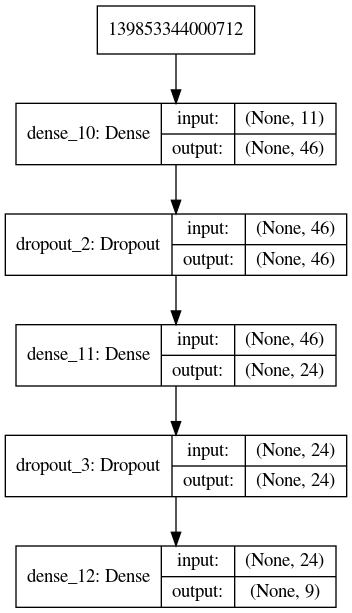 139853344000712
dense_10: Dense
input: (None, 11)
output: (None, 46)
dropout_2: Dropout
input: (None, 46)
output: (None, 46)
dense_11: Dense
input: (None, 46)
output: (None, 24)
dropout_3: Dropout
input: (None, 24)
output: (None, 24)
dense_12: Dense
input: (None, 24)
output: (None, 9)